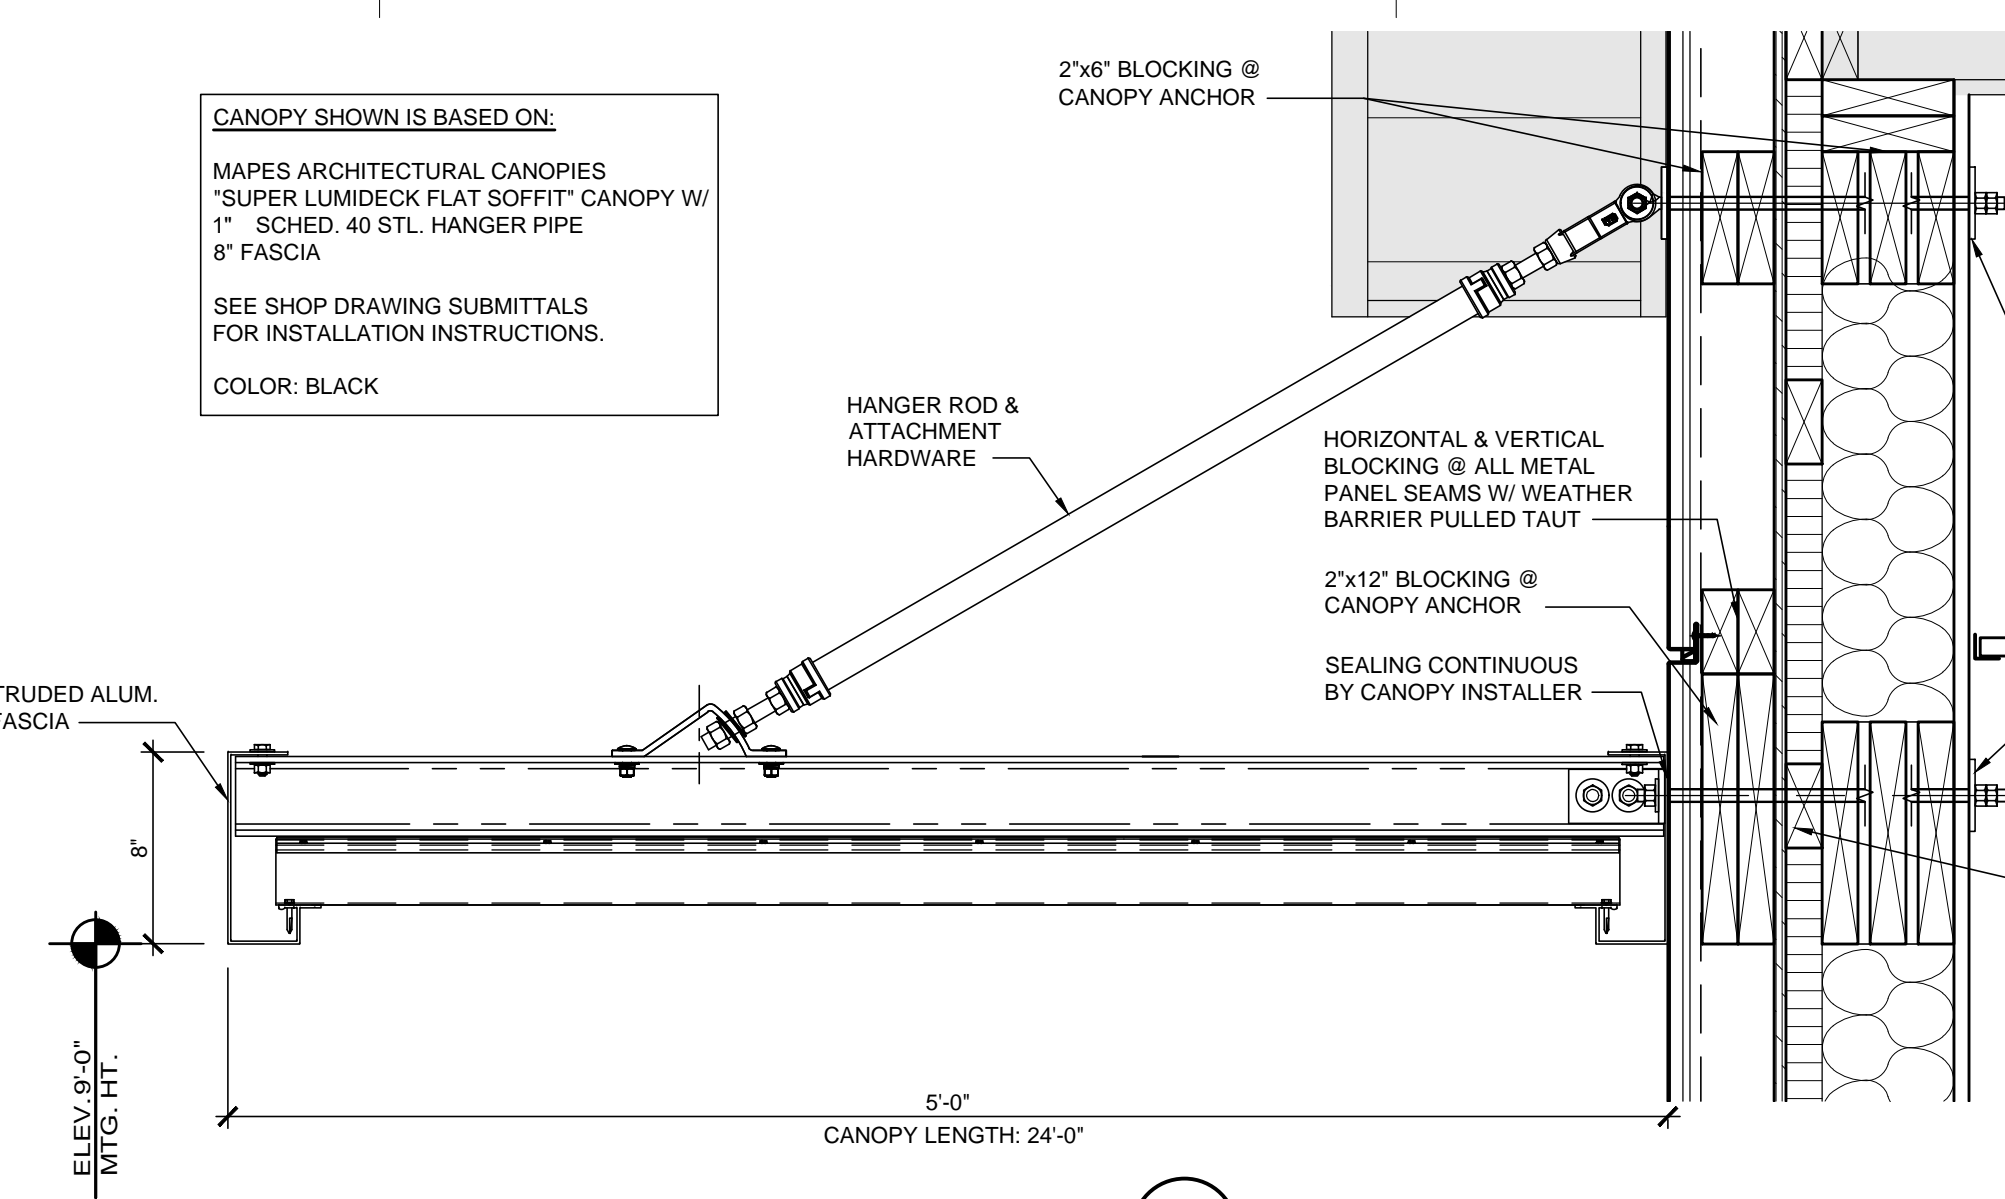 2"x6" BLOCKING @
CANOPY ANCHOR
CANOPY SHOWN IS BASED ON:
MAPES ARCHITECTURAL CANOPIES
"SUPER LUMIDECK FLAT SOFFIT" CANOPY W/
1" SCHED. 40 STL. HANGER PIPE
8" FASCIA
SEE SHOP DRAWING SUBMITTALS
FOR INSTALLATION INSTRUCTIONS.
COLOR: BLACK
HANGER ROD &
ATTACHMENT
HARDWARE
HORIZONTAL & VERTICAL
BLOCKING @ ALL METAL
PANEL SEAMS W/ WEATHER
BARRIER PULLED TAUT
2"x12" BLOCKING @
CANOPY ANCHOR
SEALING CONTINUOUS
BY CANOPY INSTALLER
TRUDED ALUM.
FASCIA
8"
ELEV. 9'-0"
MTG. HT.
5'-0"
CANOPY LENGTH: 24'-0"